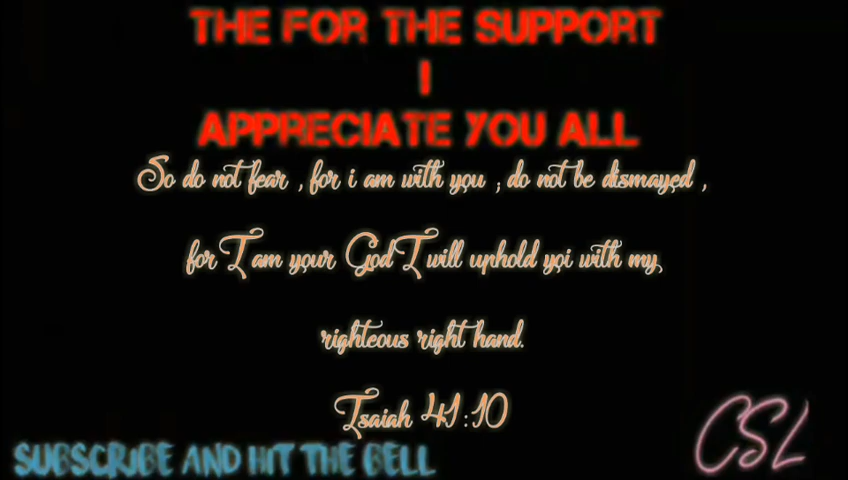 THE FOR THE SUPPORT
I
APPRECIATE YOU ALL
So do not fear , for i am with you ; do not be dismayed ,
for I am your God I will uphold yoi with my
righteous right hand.
Isaiah 41:10
SUBSCRIBE AND HIT THE BELL
CSL